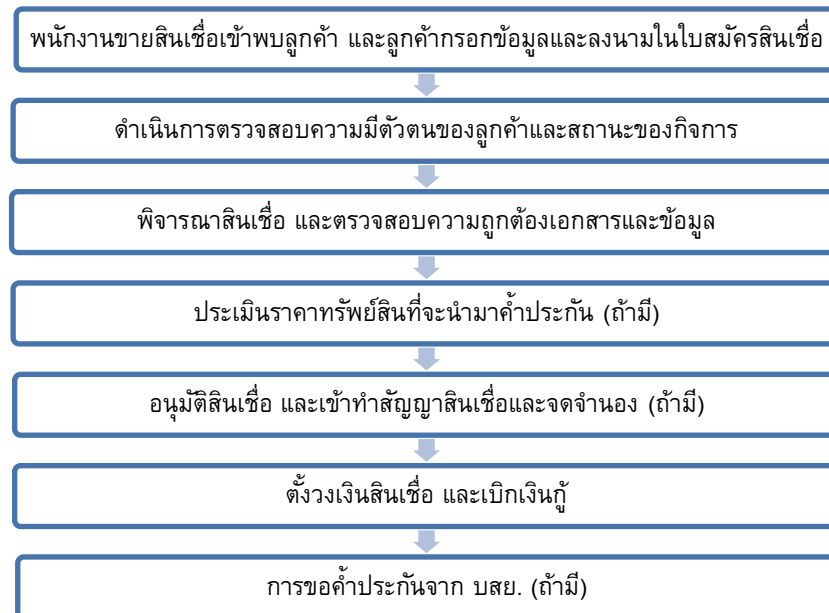 พนักงานขายสินเชื่อเข้าพบลูกค้า และลูกค้ากรอกข้อมูลและลงนามในใบสมัครสินเชื่อ
ดำเนินการตรวจสอบความมีตัวตนของลูกค้าและสถานะของกิจการ
พิจารณาสินเชื่อ และตรวจสอบความถูกต้องเอกสารและข้อมูล
ประเมินราคาทรัพย์สินที่จะนำมาค้ำประกัน (ถ้ามี)
อนุมัติสินเชื่อ และเข้าทำสัญญาสินเชื่อและจดจำนอง (ถ้ามี)
ตั้งวงเงินสินเชื่อ และเบิกเงินกู้
การขอค้ำประกันจาก บสย. (ถ้ามี)